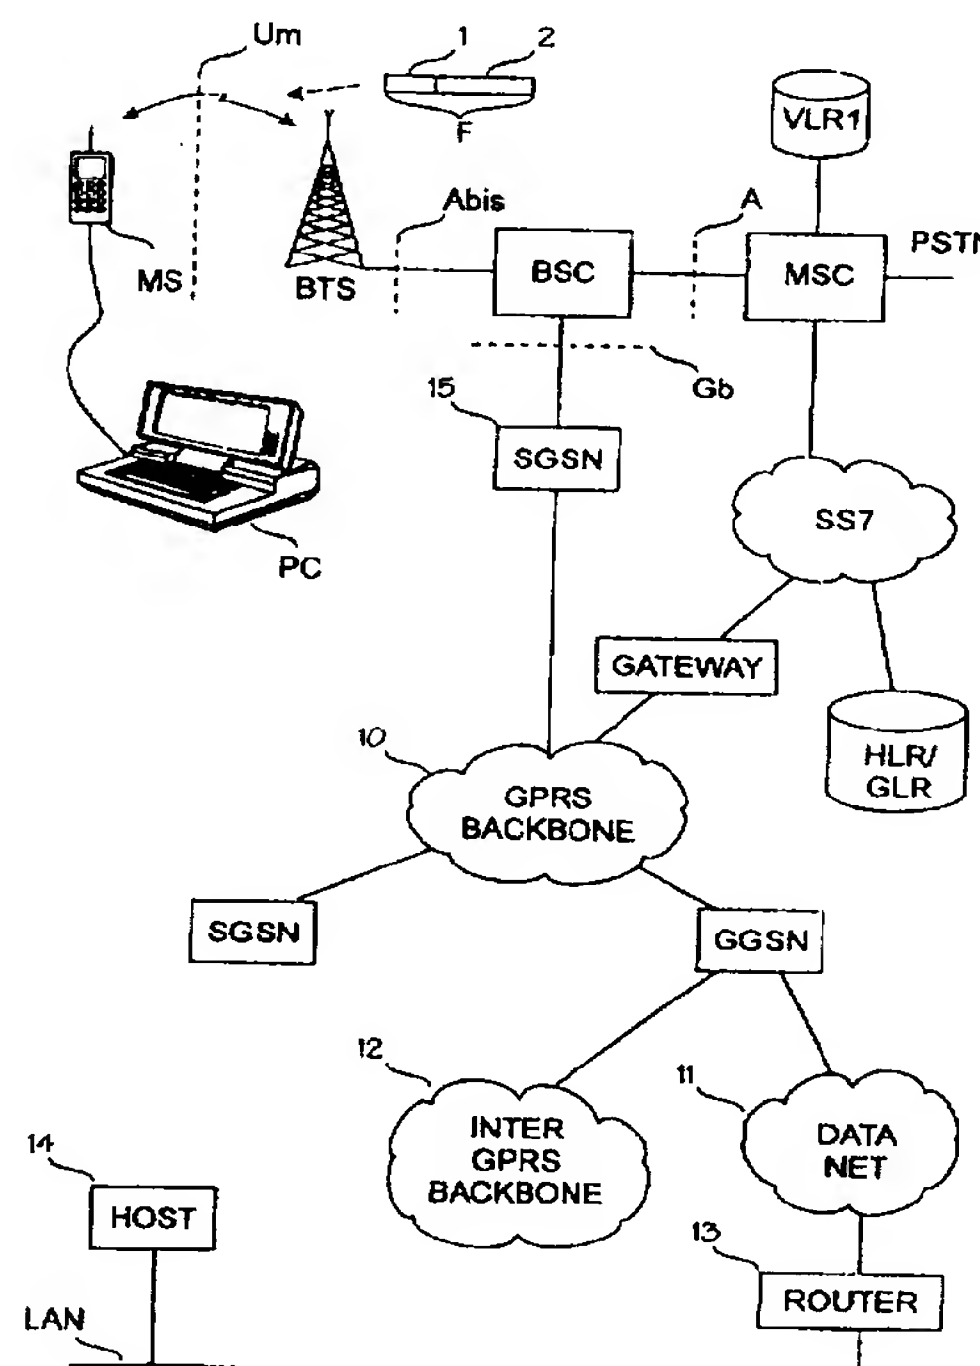 Um
1
2
F
VLR1
Abis
A
PSTN
MS
BTS
BSC
MSC
15
Gb
SGSN
SS7
PC
GATEWAY
10
HLR/
GLR
GPRS
BACKBONE
SGSN
GGSN
12
11
INTER
GPRS
BACKBONE
DATA
NET
14
HOST
13
ROUTER
LAN